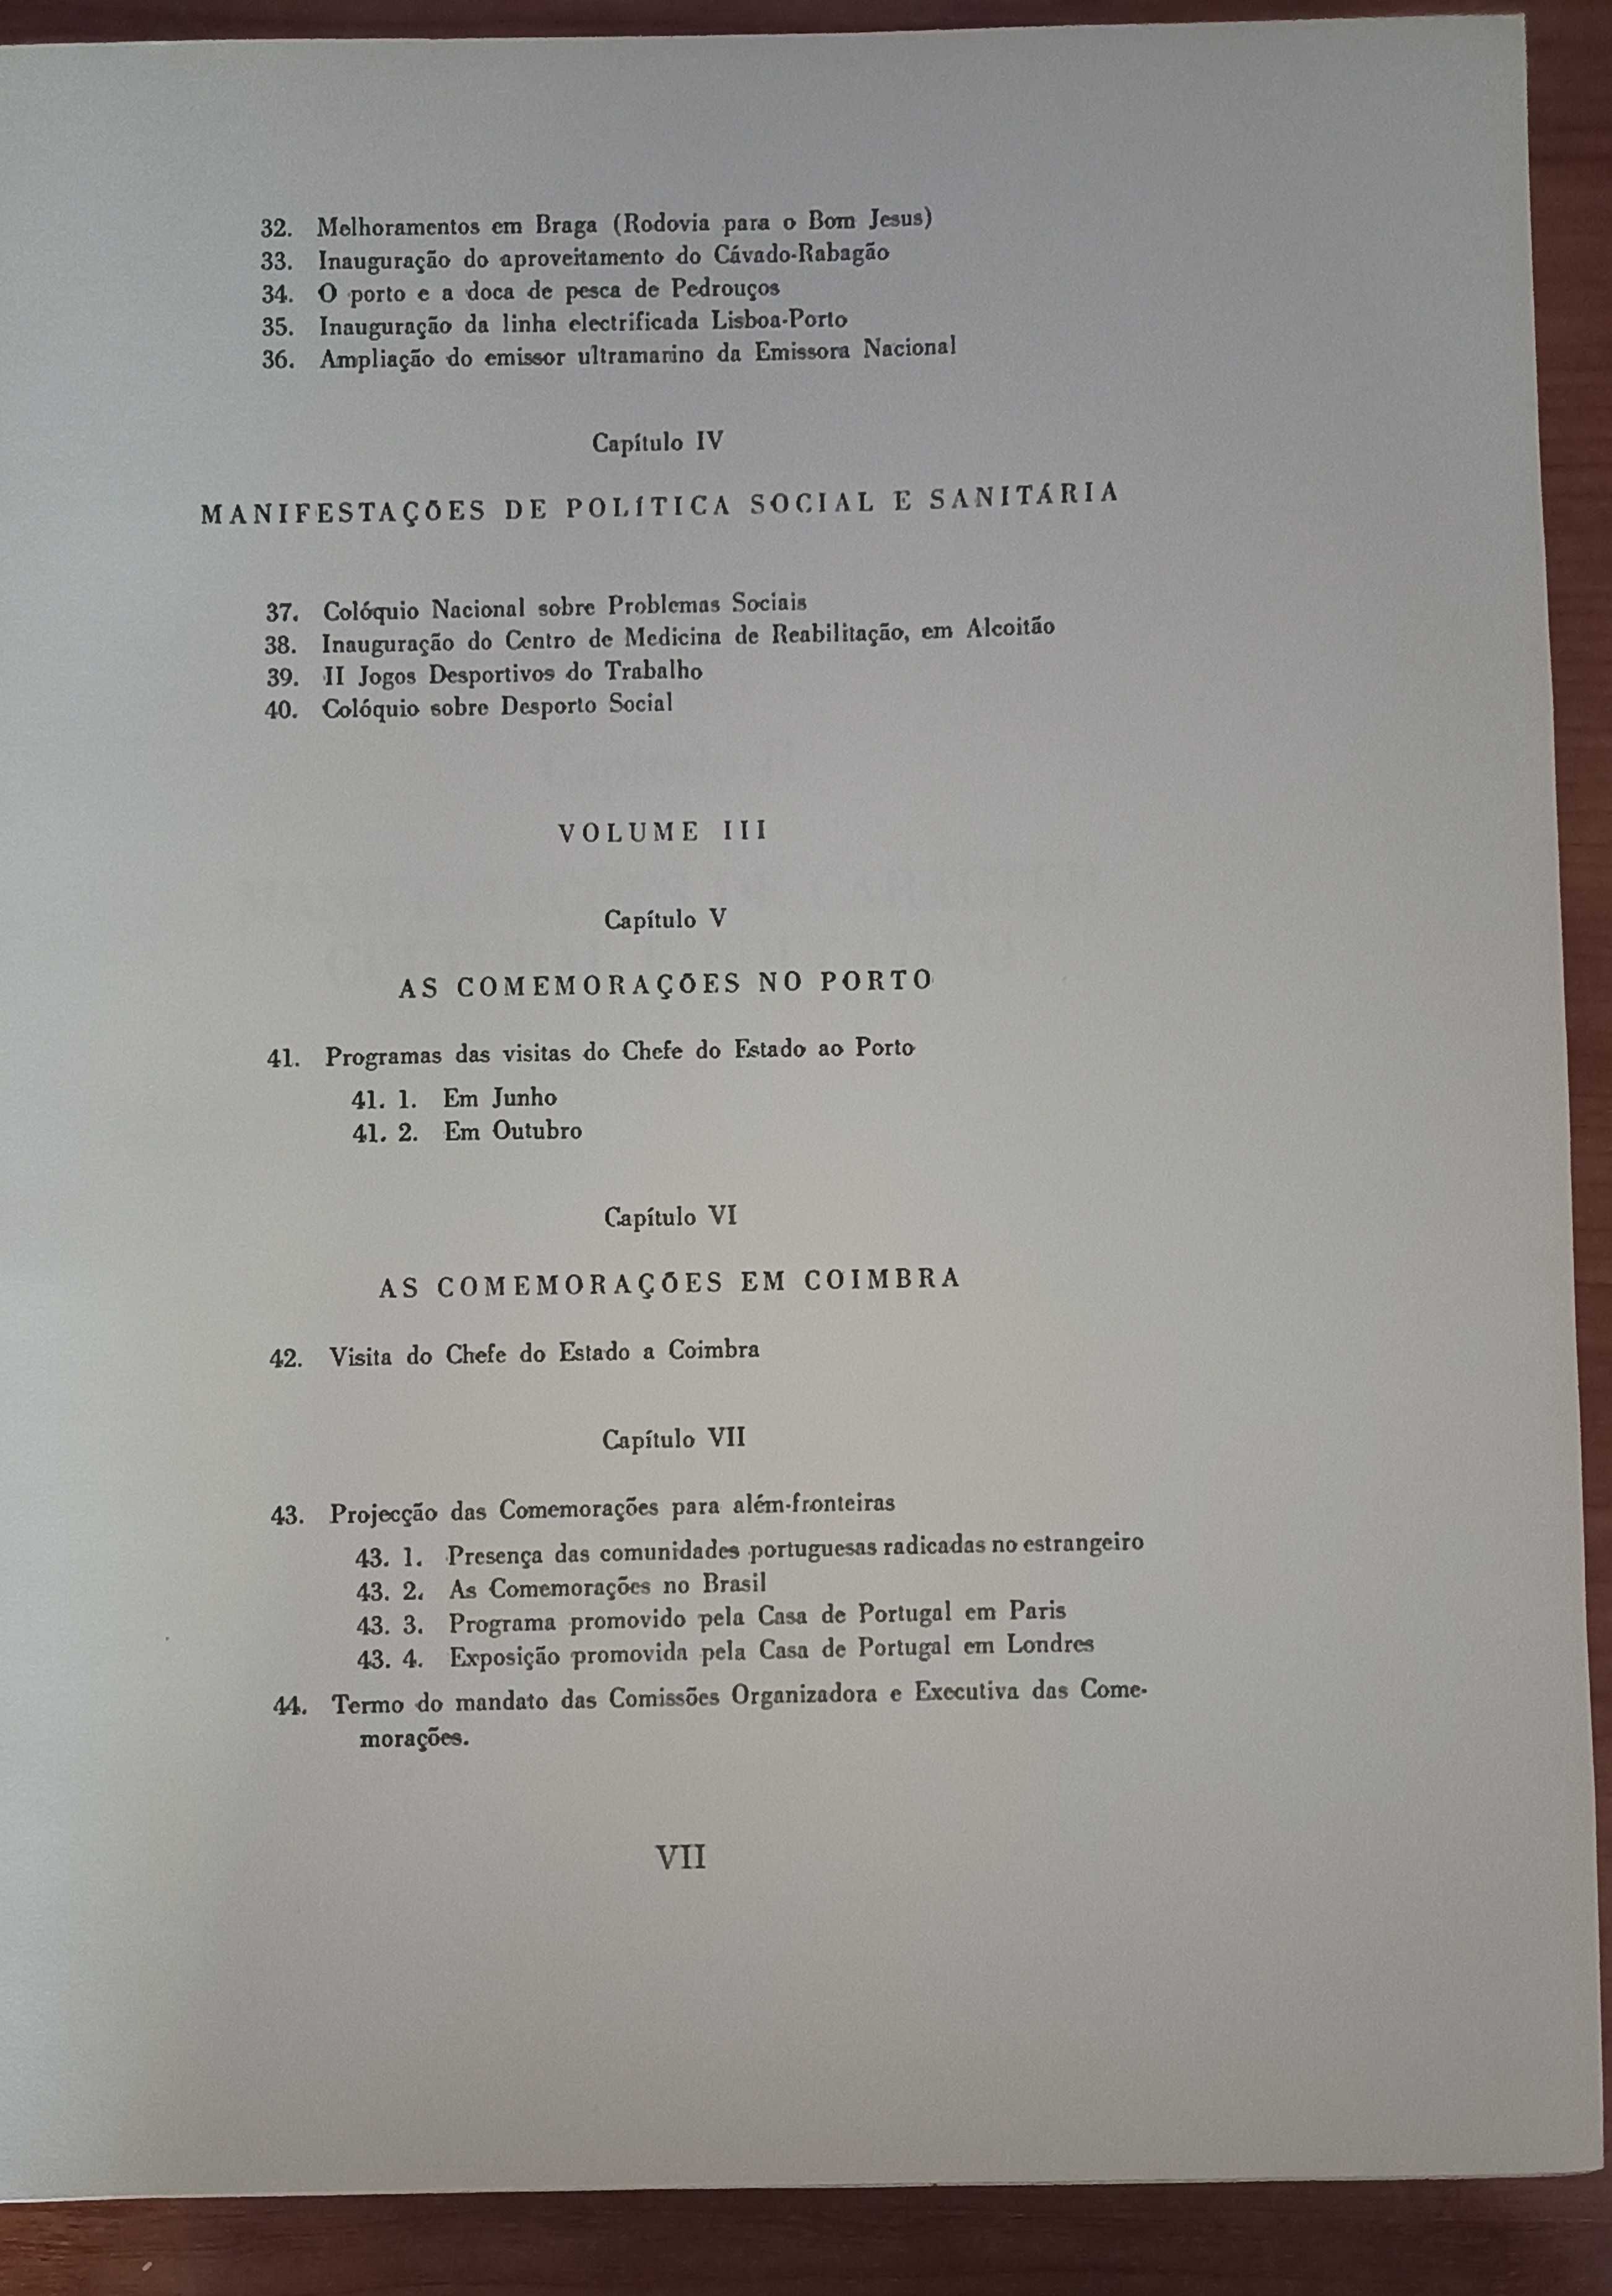 32. Melhoramentos em Braga (Rodovia para o Bom Jesus)
33. Inauguração do aproveitamento do Cávado-Rabagão
34. O porto e a doca de pesca de Pedrouços
35. Inauguração da linha electrificada Lisboa-Porto
36. Ampliação do emissor ultramarino da Emissora Nacional
Capítulo IV
MANIFESTAÇÕES DE POLÍTICA SOCIAL E SANITÁRIA
37. Colóquio Nacional sobre Problemas Sociais
38. Inauguração do Centro de Medicina de Reabilitação, em Alcoitão
39. II Jogos Desportivos do Trabalho
40. Colóquio sobre Desporto Social
VOLUME III
Capítulo V
AS COMEMORAÇÕES NO PORTO
41. Programas das visitas do Chefe do Estado ao Porto
41. 1. Em Junho
41. 2. Em Outubro
Capítulo VI
AS COMEMORAÇÕES EM COIMBRA
42. Visita do Chefe do Estado a Coimbra
Capítulo VII
43. Projecção das Comemorações para além-fronteiras
43. 1. Presença das comunidades portuguesas radicadas no estrangeiro
43. 2. As Comemorações no Brasil
43. 3. Programa promovido pela Casa de Portugal em Paris
43. 4. Exposição promovida pela Casa de Portugal em Londres
44. Termo do mandato das Comissões Organizadora e Executiva das Come-
morações.
VII